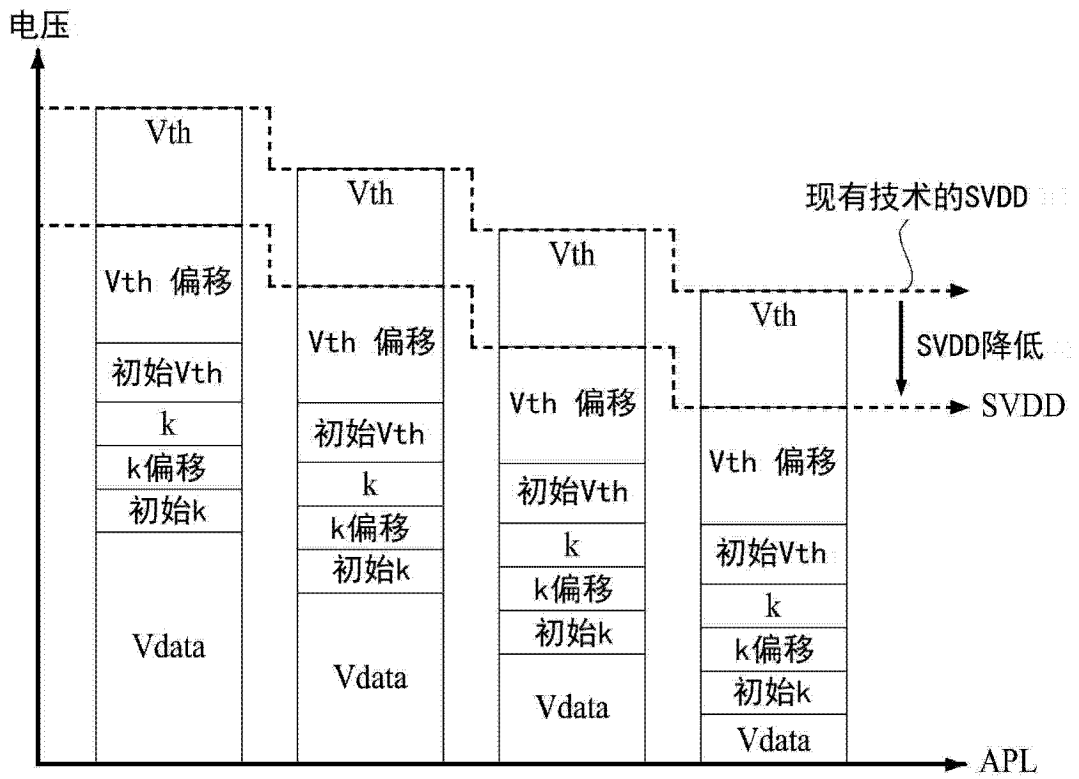 电压
Vth
Vth 偏移
初始Vth
k
k偏移
初始k
Vdata
Vth
Vth 偏移
初始Vth
k
k偏移
初始k
Vdata
Vth
Vth 偏移
初始Vth
k
k偏移
初始k
Vdata
Vth
Vth 偏移
初始Vth
k
k偏移
初始k
Vdata
现有技术的SVDD
SVDD降低
SVDD
APL